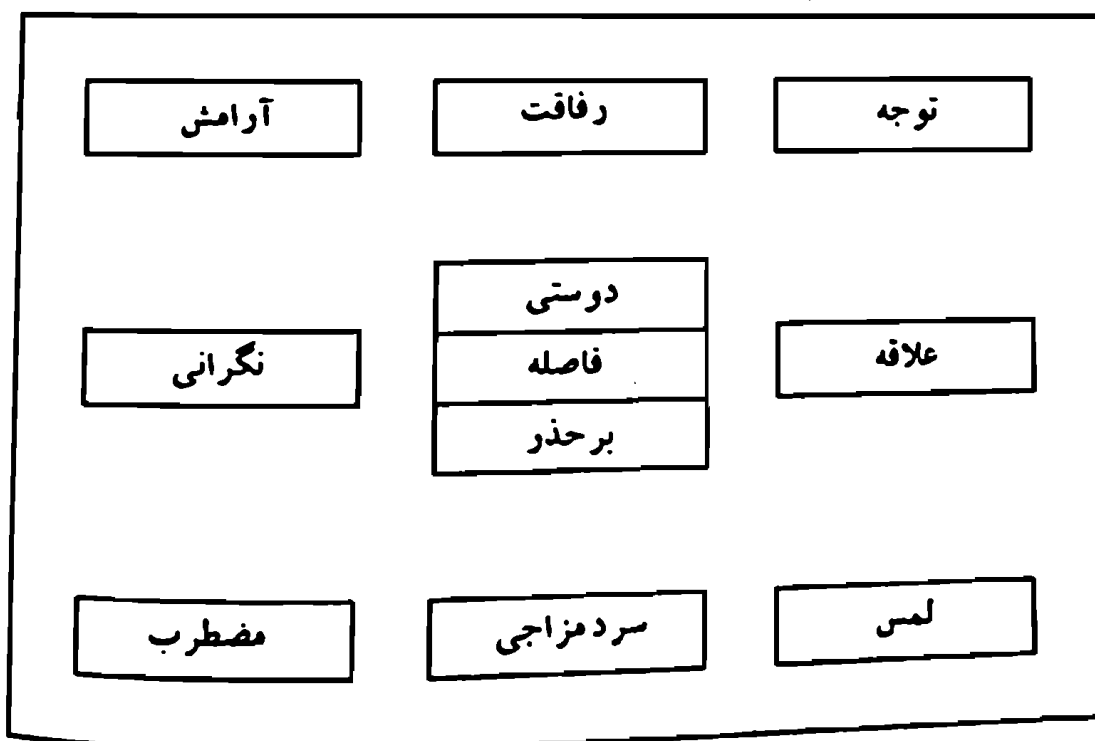 توجه
رفاقت
آرامش
دوستی
علاقه
فاصله
نگرانی
برحذر
لمس
سردمزاجی
مضطرب